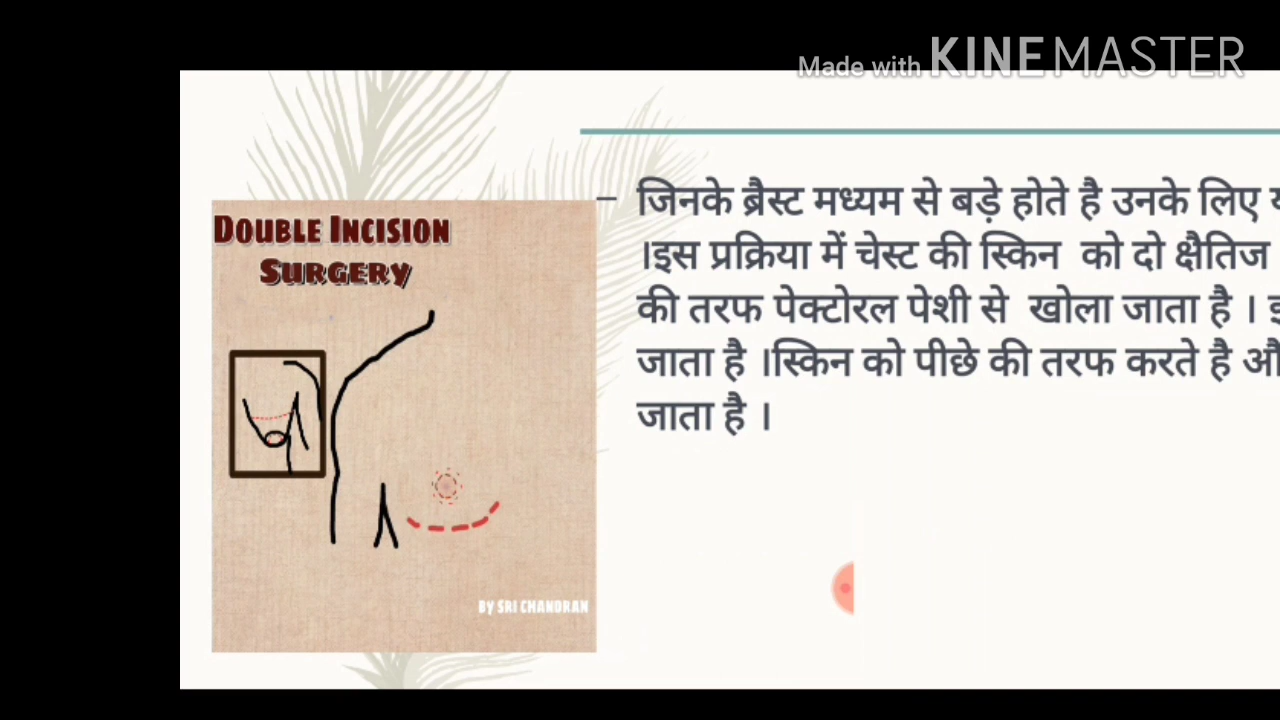 Made with KINEMASTER
DOUBLE INCISION
SURGERY
BY SRI CHANDRAN
– जिनके ब्रैस्ट मध्यम से बड़े होते है उनके लिए
।इस प्रक्रिया में चेस्ट की स्किन को दो क्षैतिज
की तरफ पेक्टोरल पेशी से खोला जाता है ।
जाता है ।स्किन को पीछे की तरफ करते है
जाता है ।